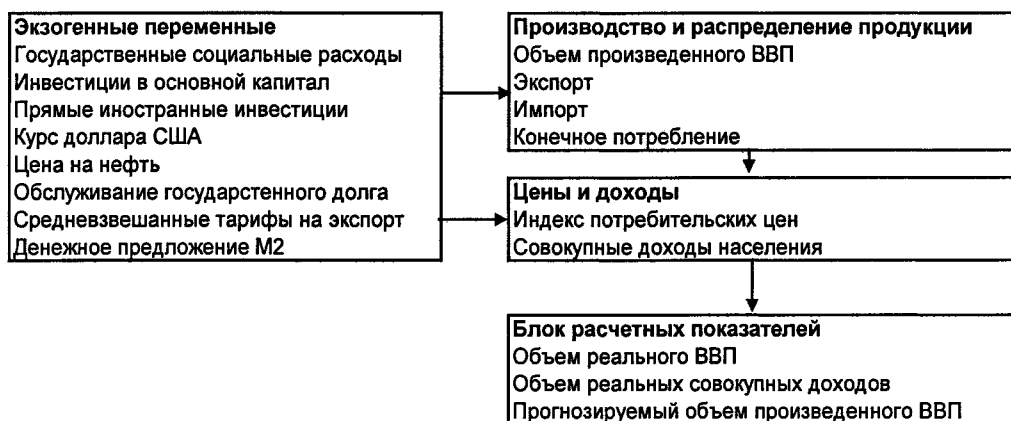 Экзогенные переменные
Государственные социальные расходы
Инвестиции в основной капитал
Прямые иностранные инвестиции
Курс доллара США
Цена на нефть
Обслуживание государстенного долга
Средневзвешанные тарифы на экспорт
Денежное предложение М2
Производство и распределение продукции
Объем произведенного ВВП
Экспорт
Импорт
Конечное потребление
Цены и доходы
Индекс потребительских цен
Совокупные доходы населения
Блок расчетных показателей
Объем реального ВВП
Объем реальных совокупных доходов
Прогнозируемый объем произведенного ВВП